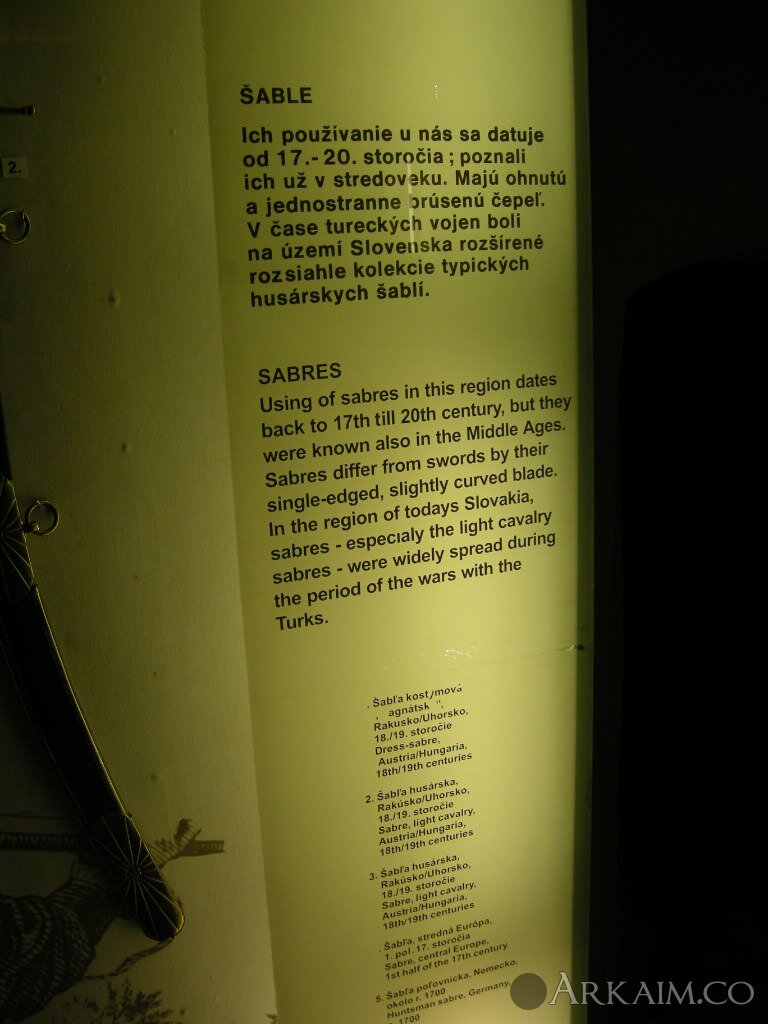 ŠABLE
Ich používanie u nás sa datuje
od 17.- 20. storočia ; poznali
ich už v stredoveku. Majú ohnutú
a jednostranne brúsenú čepeľ.
V čase tureckých vojen boli
na území Slovenska rozšírené
rozsiahle kolekcie typických
husárskych šablí.
SABRES
Using of sabres in this region dates
back to 17th till 20th century, but they
were known also in the Middle Ages.
Sabres differ from swords by their
single-edged, slightly curved blade.
In the region of todays Slovakia,
sabres - especialy the light cavalry
sabres - were widely spread during
the period of the wars with the
Turks.
2.
. Šabľa kostýmová
Rakusko/Uhorsko,
18./19. storočie
Dress-sabre,
Austria/Hungaria,
18th/19th centuries
2. Šabľa husárska,
Rakúsko/Uhorsko,
18./19. storočie
Sabre, light cavalry,
Austria/Hungaria,
18th/19th centuries
3. Šabľa husárska,
Rakúsko/Uhorsko,
18./19. storočie
Sabre, light cavalry,
Austria/Hungaria,
18th/19th centuries
. Šabľa, stredná Európa,
1. pol. 17. storočia
Sabre, central Europe,
1st half of the 17th century
5. Šabľa poľovnícka, Nemecko,
okolo r. 1700
Huntsman sabre, Germany,
1700
ARKAIM.CO